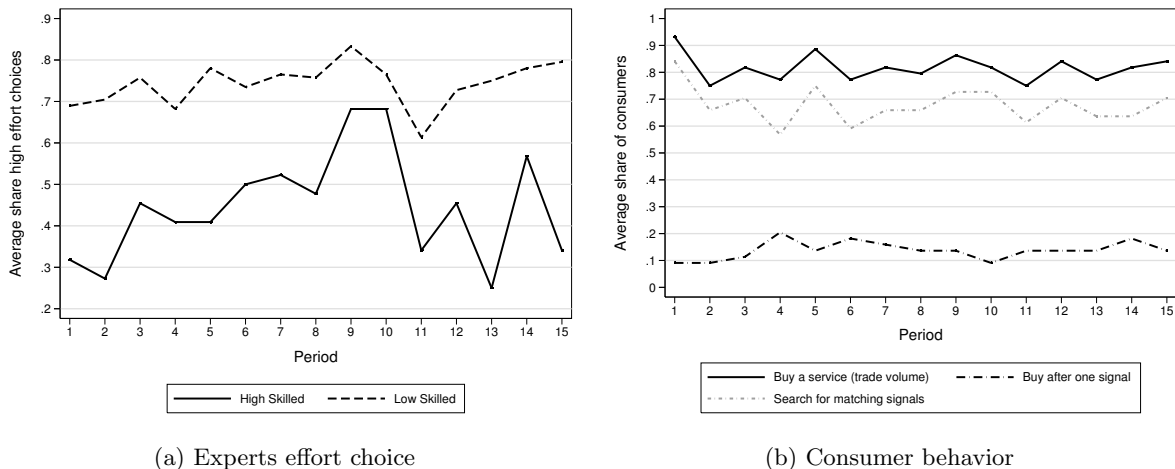 Average share high effort choices
.9
.8
.7
.6
.5
.4
.3
.2
1 2 3 4 5 6 7 8 9 10 11 12 13 14 15
Period
High Skilled Low Skilled
(a) Experts effort choice
Average share of consumers
1
.9
.8
.7
.6
.5
.4
.3
.2
.1
0
1 2 3 4 5 6 7 8 9 10 11 12 13 14 15
Period
Buy a service (trade volume) Buy after one signal
Search for matching signals
(b) Consumer behavior